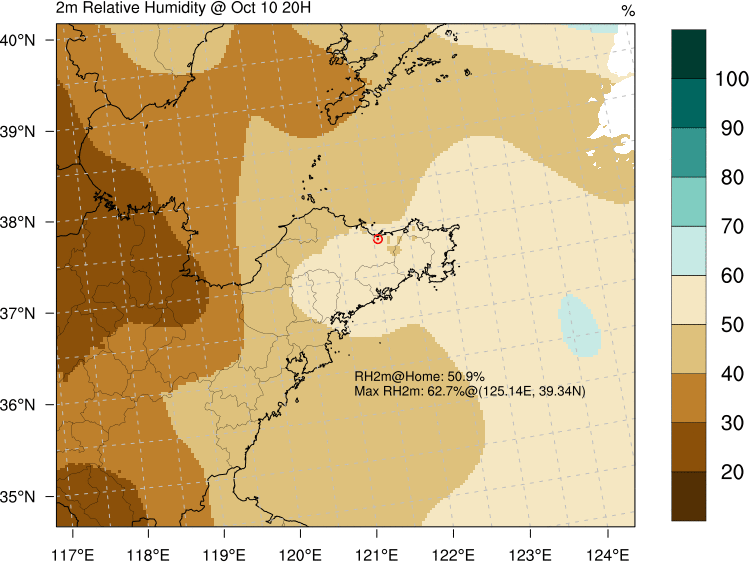 2m Relative Humidity @ Oct 10 20H
%
40°N
39°N
38°N
37°N
36°N
35°N
RH2m@Home: 50.9%
Max RH2m: 62.7%@(125.14E, 39.34N)
117°E 118°E 119°E 120°E 121°E 122°E 123°E 124°E
100
90
80
70
60
50
40
30
20